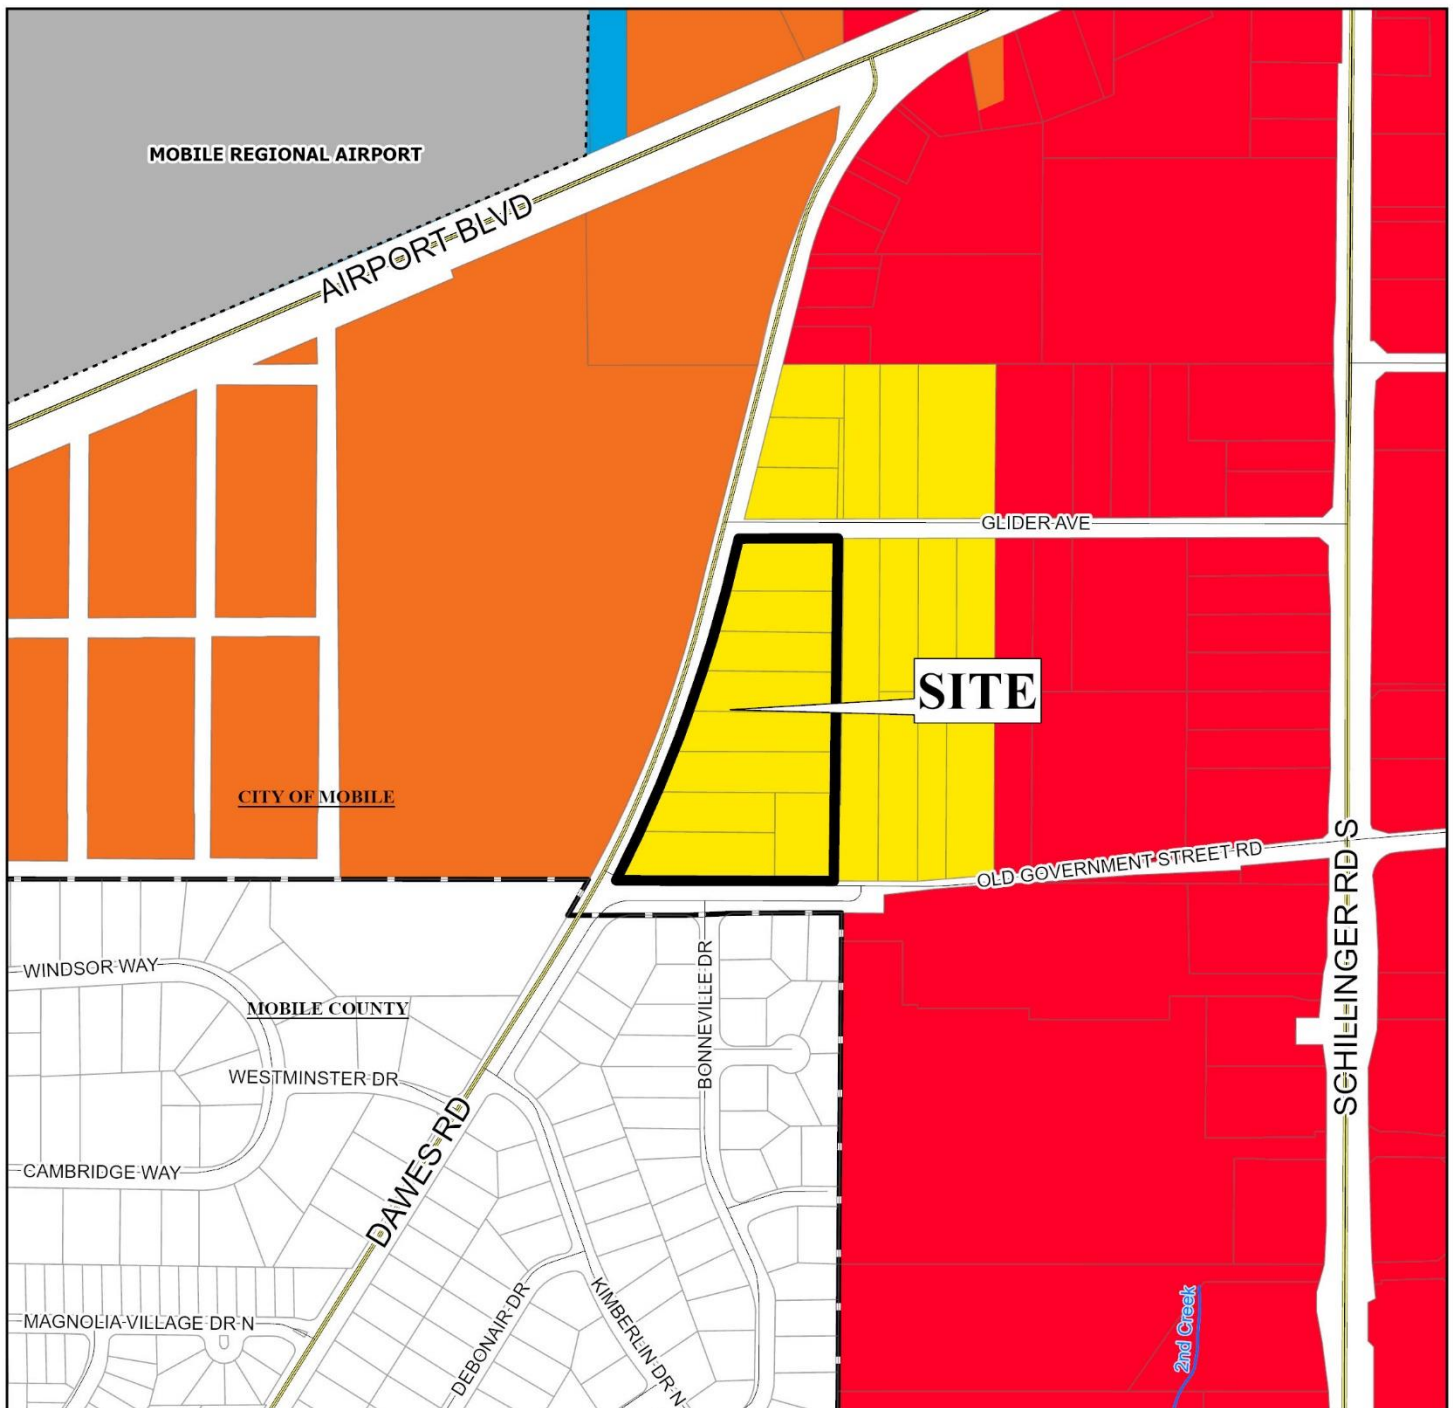 MOBILE REGIONAL AIRPORT
AIRPORT BLVD
GLIDER AVE
SITE
CITY OF MOBILE
OLD GOVERNMENT STREET RD
SCHILLINGER RD S
WINDSOR WAY
MOBILE COUNTY
BONNEVILLE DR
WESTMINSTER DR
DAWES RD
CAMBRIDGE WAY
KIMBERLIN DR N
DEBONAIR DR
MAGNOLIA VILLAGE DR N
2nd Creek